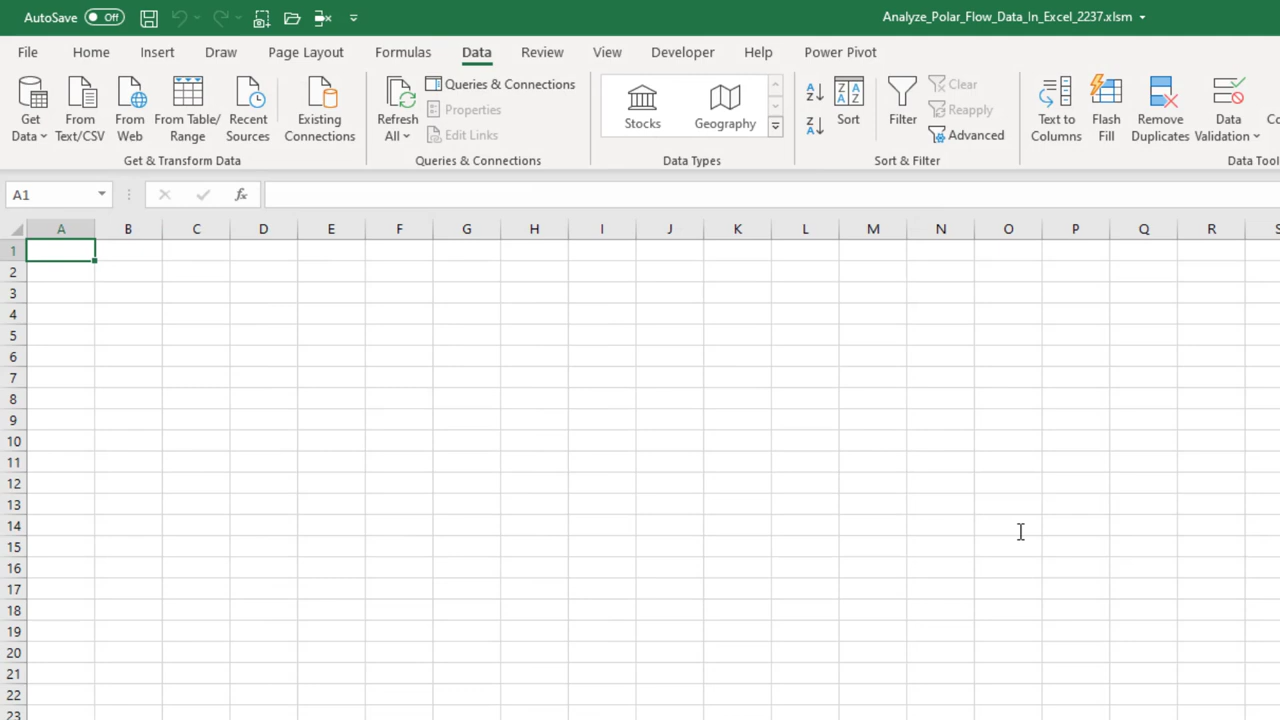 AutoSave Off Analyze_Polar_Flow_Data_In_Excel_2237.xlsm
File Home Insert Draw Page Layout Formulas Data Review View Developer Help Power Pivot
Get Data
From Text/CSV
From Web
From Table/ Range
Recent Sources
Existing Connections
Get & Transform Data
Refresh All
Queries & Connections
Properties
Edit Links
Queries & Connections
Stocks
Geography
Data Types
A Z
Z A
Sort
Filter
Clear
Reapply
Advanced
Sort & Filter
Text to Columns
Flash Fill
Remove Duplicates
Data Validation
Data Tool
A1 fx
A B C D E F G H I J K L M N O P Q R
1
2
3
4
5
6
7
8
9
10
11
12
13
14
15
16
17
18
19
20
21
22
23